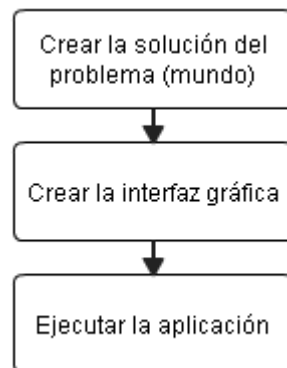 Crear la solución del
problema (mundo)
Crear la interfaz gráfica
Ejecutar la aplicación